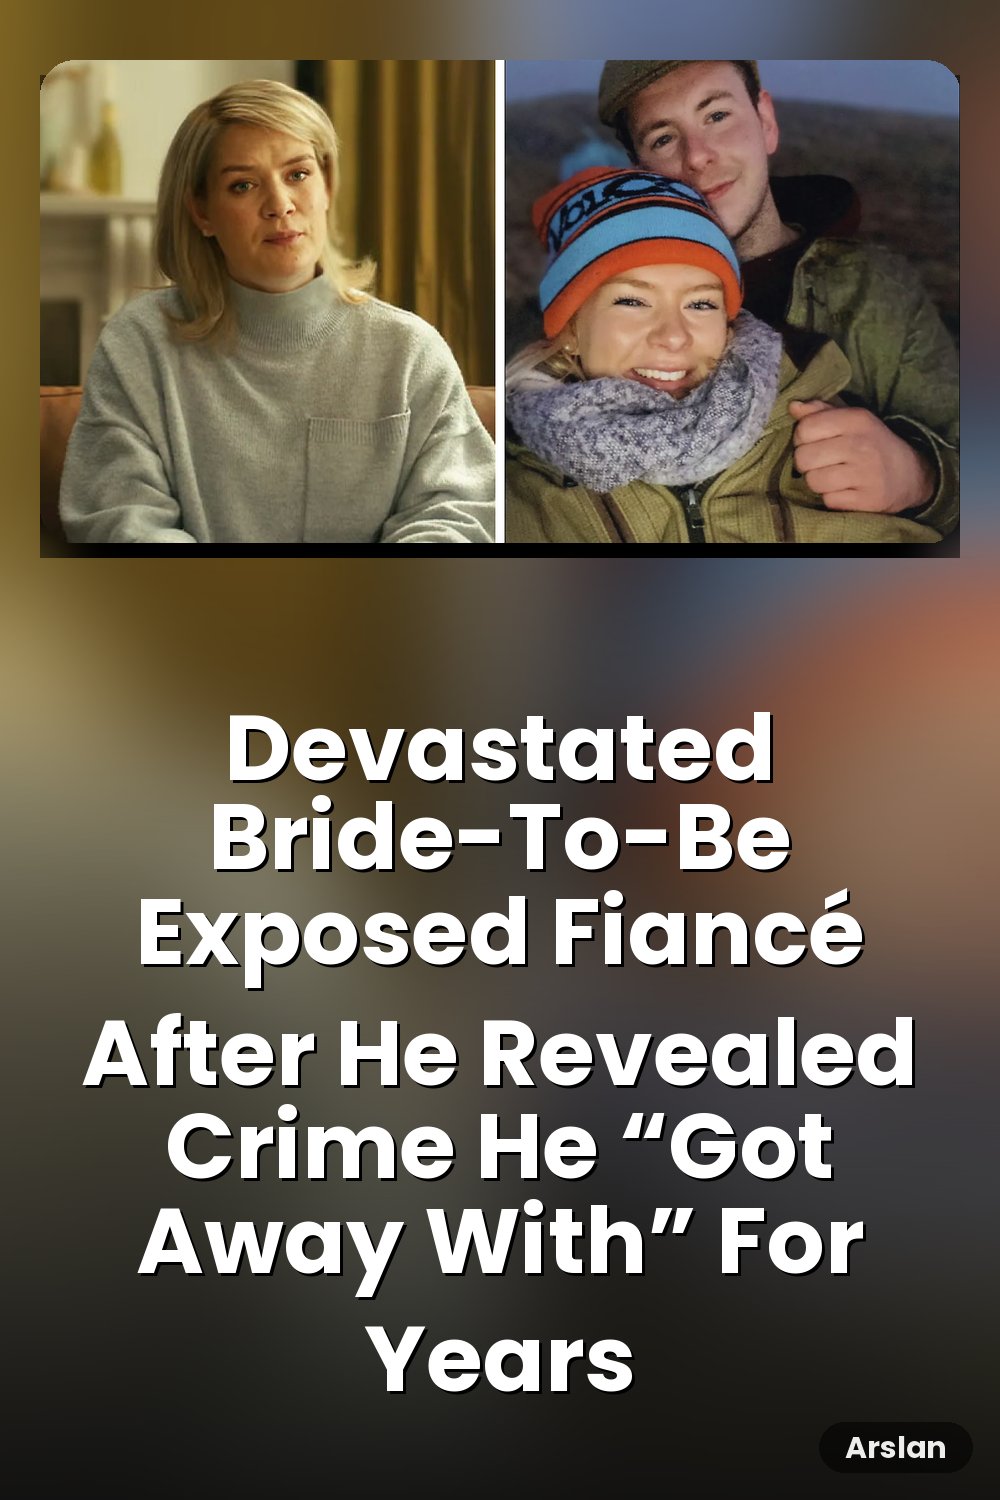 Devastated
Bride-To-Be
Exposed Fiancé
After He Revealed
Crime He “Got
Away With” For
Years
Arslan